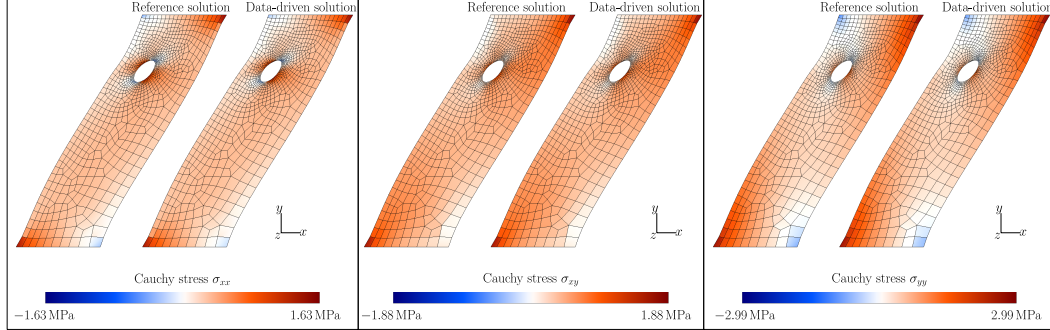 Reference solution Data-driven solution
y
z x
Cauchy stress σxx
−1.63 MPa 1.63 MPa
Reference solution Data-driven solution
y
z x
Cauchy stress σxy
−1.88 MPa 1.88 MPa
Reference solution Data-driven solution
y
z x
Cauchy stress σyy
−2.99 MPa 2.99 MPa